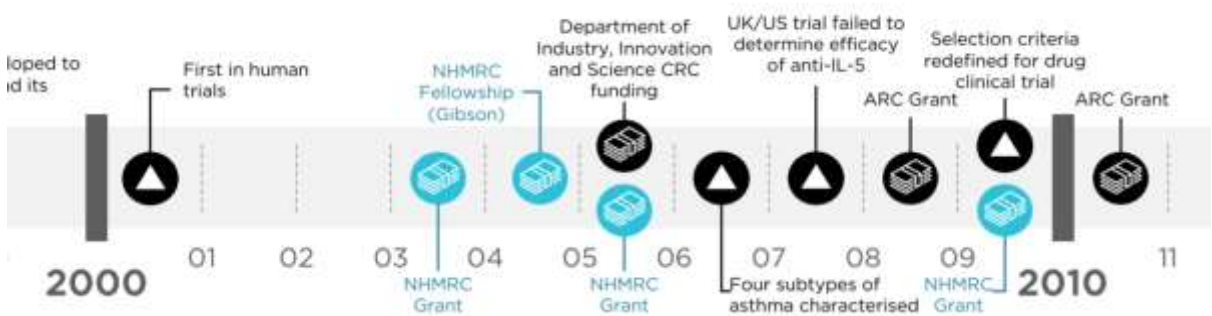 loped to
d its
First in human
trials
NHMRC
Fellowship
(Gibson)
Department of
Industry, Innovation
and Science CRC
funding
UK/US trial failed to
determine efficacy
of anti-IL-5
ARC Grant
Selection criteria
redefined for drug
clinical trial
ARC Grant
2000
01
02
03
04
05
06
07
08
09
2010
11
NHMRC
Grant
NHMRC
Grant
Four subtypes of
asthma characterised
NHMRC
Grant